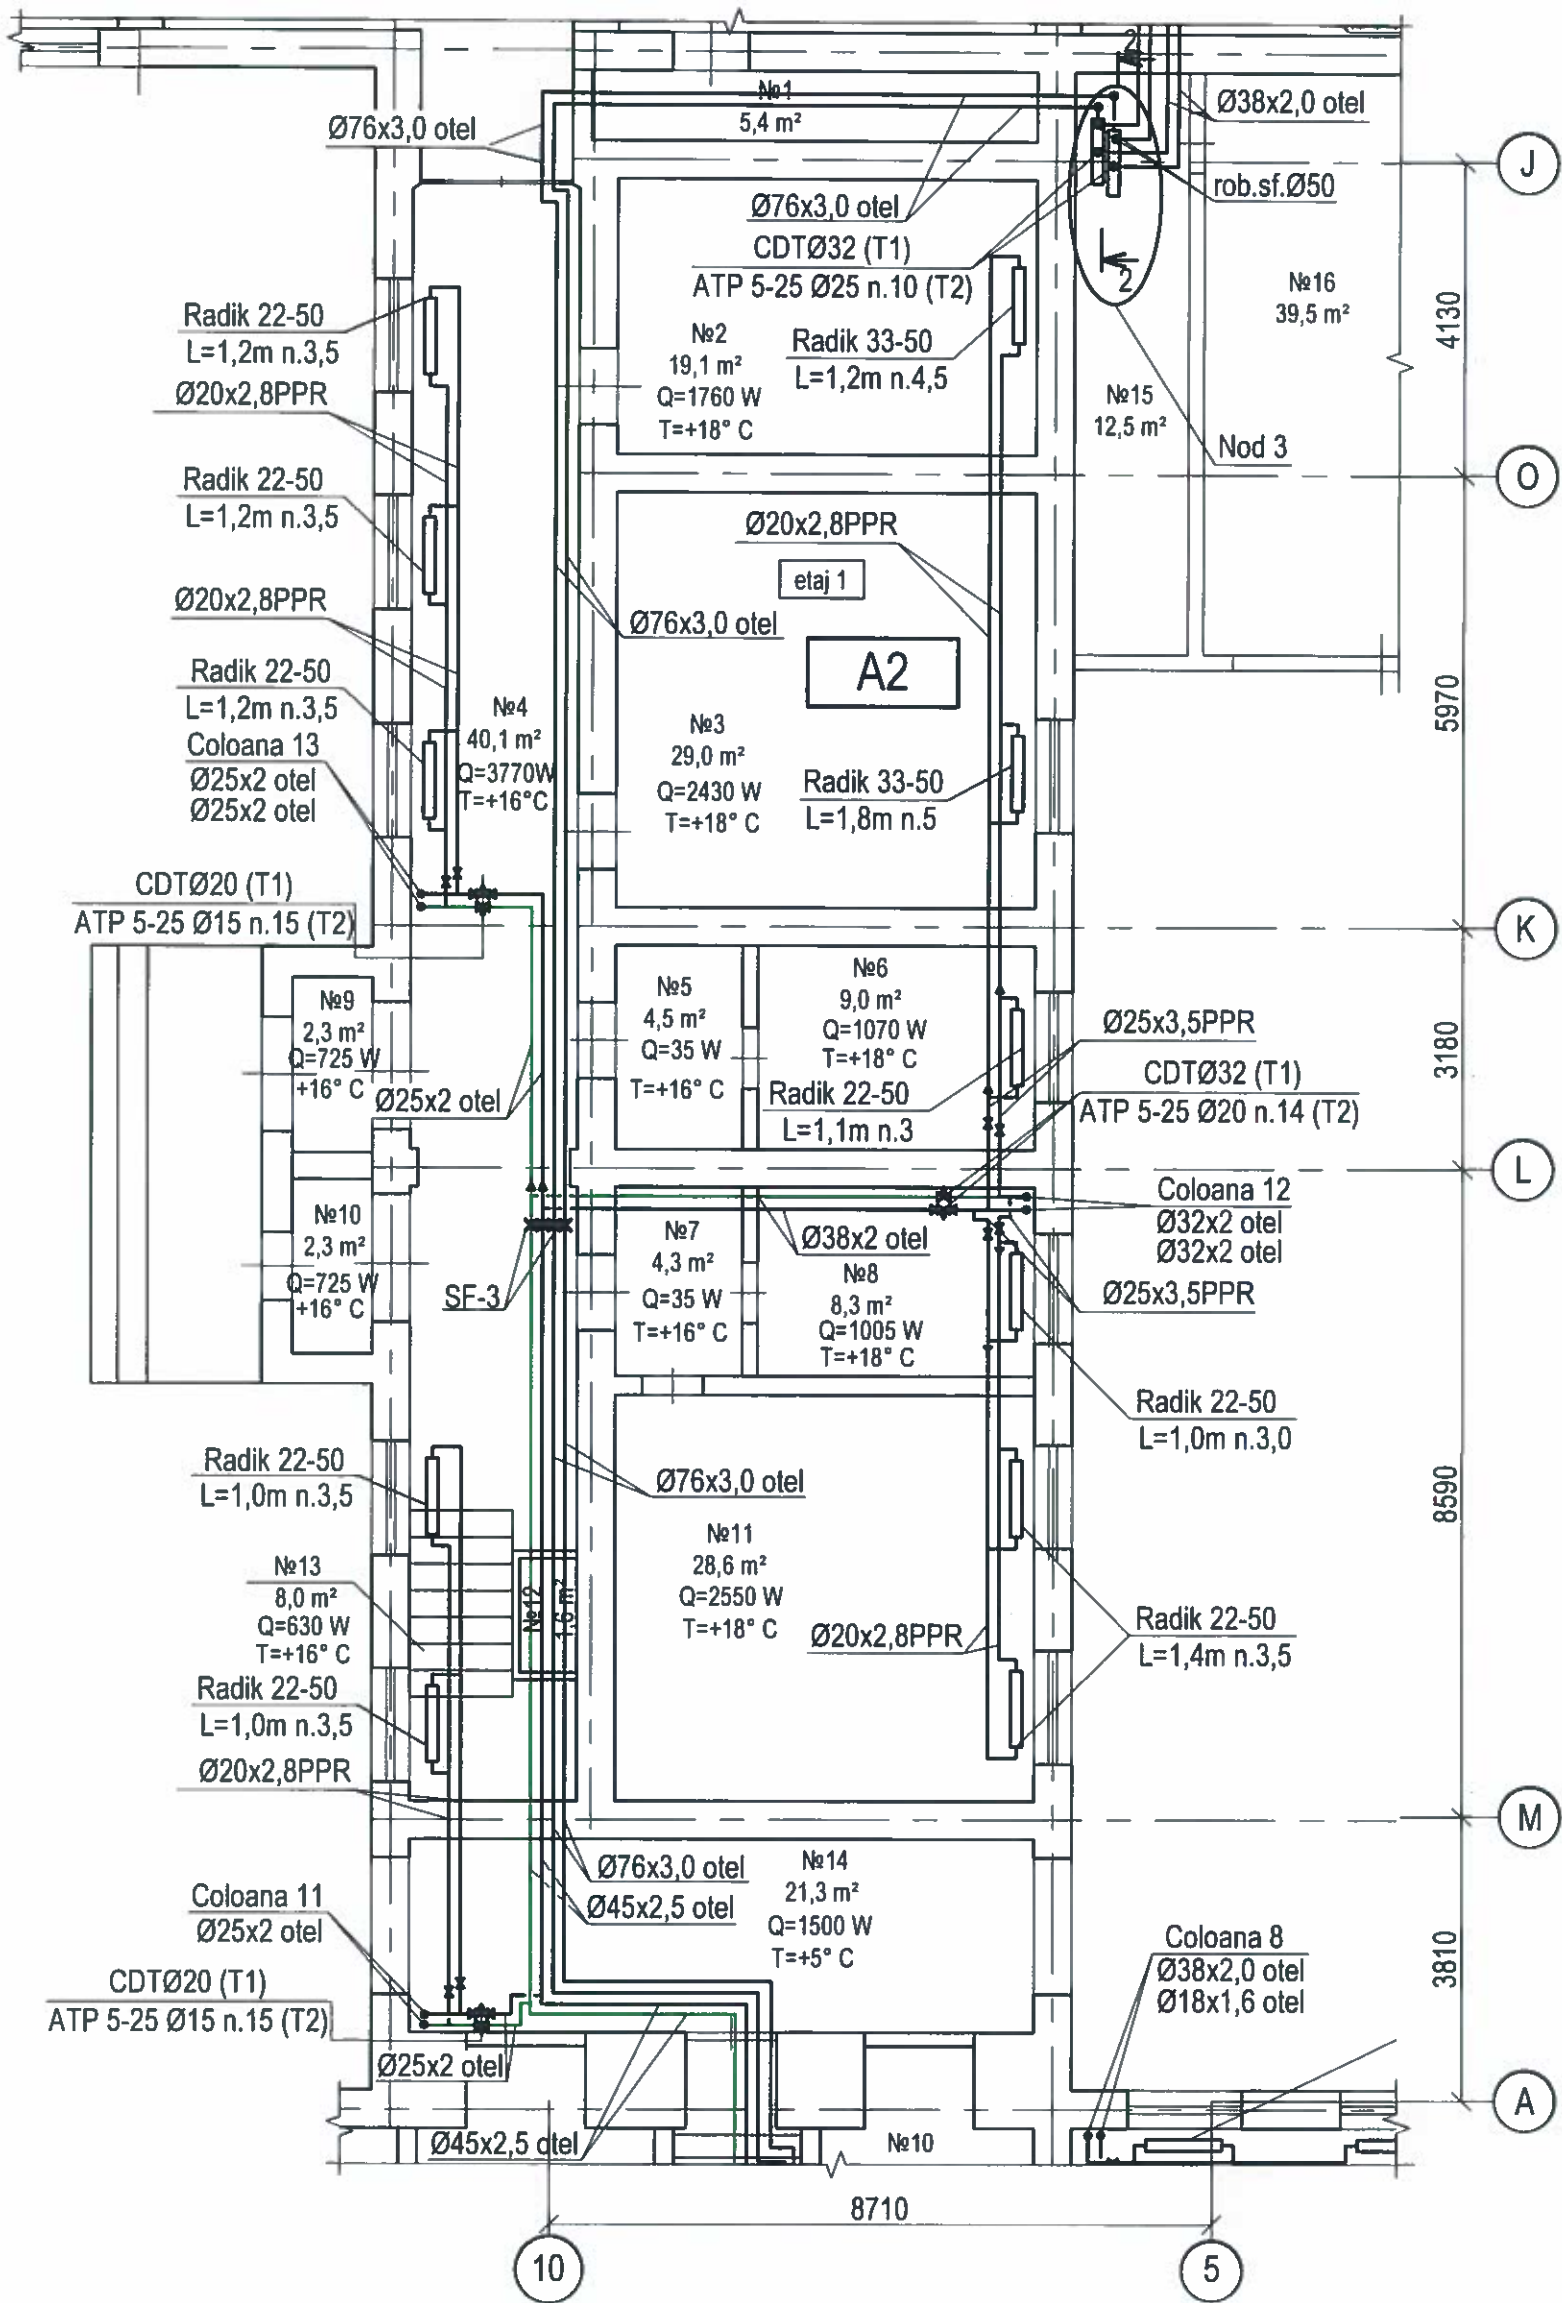 2
№1
5,4 m²
Ø76x3,0 otel
Ø38x2,0 otel
J
rob.sf.Ø50
Ø76x3,0 otel
CDTØ32 (T1)
ATP 5-25 Ø25 n.10 (T2)
2
№16
39,5 m²
4130
Radik 22-50
L=1,2m n.3,5
№2
19,1 m²
Q=1760 W
T=+18° C
Radik 33-50
L=1,2m n.4,5
Ø20x2,8PPR
№15
12,5 m²
Nod 3
O
Radik 22-50
L=1,2m n.3,5
Ø20x2,8PPR
etaj 1
Ø20x2,8PPR
Ø76x3,0 otel
A2
Radik 22-50
L=1,2m n.3,5
№4
40,1 m²
Q=3770W
T=+16°C
№3
29,0 m²
Q=2430 W
T=+18° C
5970
Coloana 13
Ø25x2 otel
Ø25x2 otel
Radik 33-50
L=1,8m n.5
CDTØ20 (T1)
ATP 5-25 Ø15 n.15 (T2)
K
№9
2,3 m²
Q=725 W
+16° C
№5
4,5 m²
Q=35 W
T=+16° C
№6
9,0 m²
Q=1070 W
T=+18° C
Ø25x3,5PPR
3180
Ø25x2 otel
Radik 22-50
L=1,1m n.3
CDTØ32 (T1)
ATP 5-25 Ø20 n.14 (T2)
L
№10
2,3 m²
Q=725 W
+16° C
Coloana 12
Ø32x2 otel
Ø32x2 otel
Ø38x2 otel
№7
4,3 m²
Q=35 W
T=+16° C
№8
8,3 m²
Q=1005 W
T=+18° C
SF-3
Ø25x3,5PPR
Radik 22-50
L=1,0m n.3,0
Radik 22-50
L=1,0m n.3,5
Ø76x3,0 otel
8590
№11
28,6 m²
Q=2550 W
T=+18° C
№13
8,0 m²
Q=630 W
T=+16° C
№12
1,6 m²
Ø20x2,8PPR
Radik 22-50
L=1,4m n.3,5
Radik 22-50
L=1,0m n.3,5
Ø20x2,8PPR
M
Ø76x3,0 otel
Ø45x2,5 otel
№14
21,3 m²
Q=1500 W
T=+5° C
Coloana 11
Ø25x2 otel
CDTØ20 (T1)
ATP 5-25 Ø15 n.15 (T2)
Coloana 8
Ø38x2,0 otel
Ø18x1,6 otel
3810
Ø25x2 otel
A
Ø45x2,5 otel
№10
8710
10
5